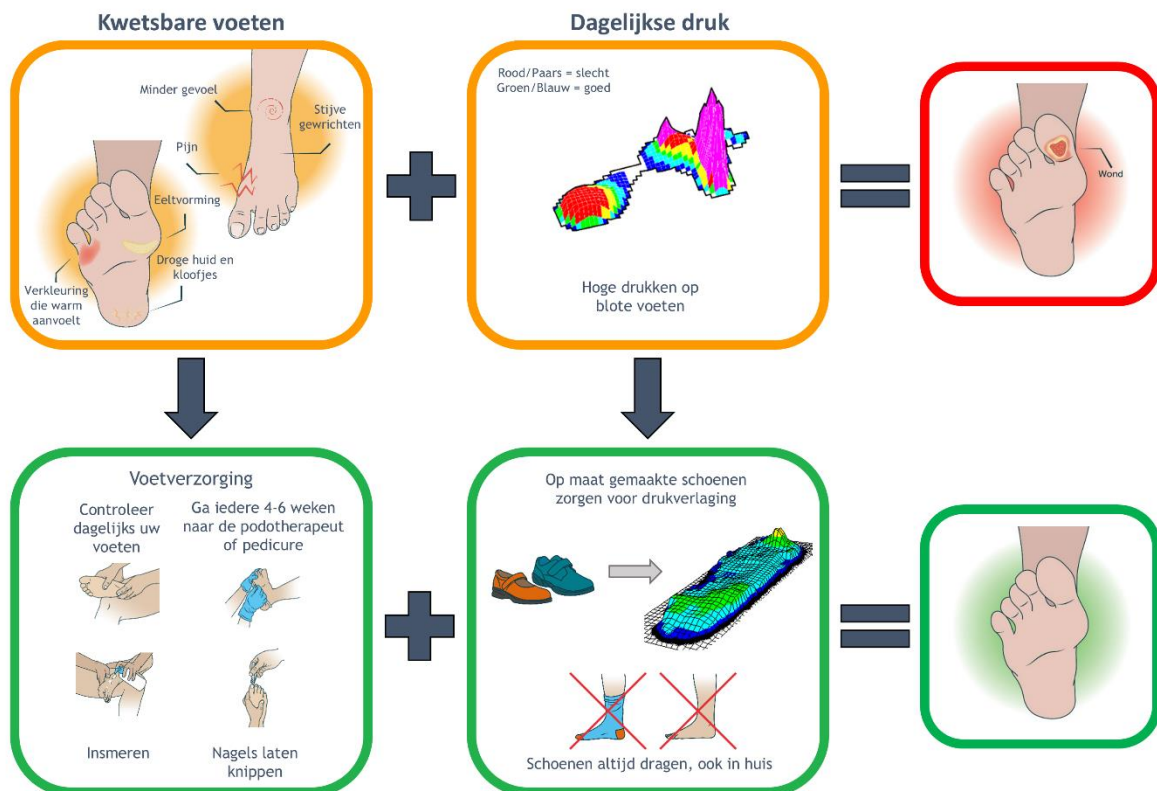 Kwetsbare voeten
Dagelijkse druk
Minder gevoel
Stijve
gewrichten
Pijn
Eeltvorming
Droge huid en
kloofjes
Verkleuring
die warm
aanvoelt
Rood/Paars = slecht
Groen/Blauw = goed
Hoge drukken op
blote voeten
Wond
Voetverzorging
Controleer
dagelijks uw
voeten
Ga iedere 4-6 weken
naar de podotherapeut
of pedicure
Insmeren
Nagels laten
knippen
Op maat gemaakte schoenen
zorgen voor drukverlaging
Schoenen altijd dragen, ook in huis